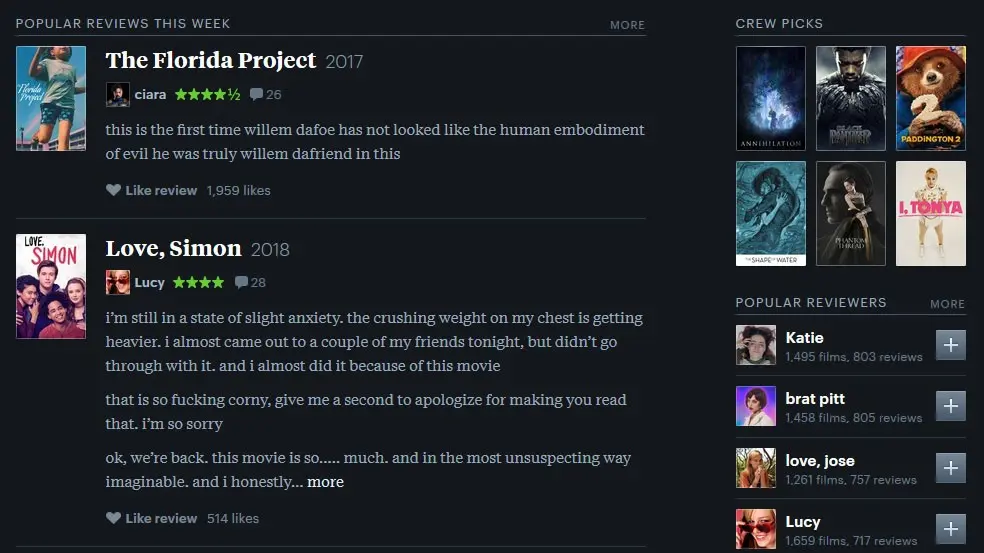 POPULAR REVIEWS THIS WEEK
MORE
Florida Project
The Florida Project 2017
ciara ★★★★½ 26
this is the first time willem dafoe has not looked like the human embodiment
of evil he was truly willem dafriend in this
Like review 1,959 likes
LOVE, SIMON
Love, Simon 2018
Lucy ★★★★ 28
i’m still in a state of slight anxiety. the crushing weight on my chest is getting
heavier. i almost came out to a couple of my friends tonight, but didn’t go
through with it. and i almost did it because of this movie
that is so fucking corny, give me a second to apologize for making you read
that. i’m so sorry
ok, we’re back. this movie is so..... much. and in the most unsuspecting way
imaginable. and i honestly... more
Like review 514 likes
CREW PICKS
ANNIHILATION
BLACK PANTHER
2
PADDINGTON 2
THE SHAPE OF WATER
PHANTOM THREAD
I, TONYA
POPULAR REVIEWERS
MORE
Katie
1,495 films, 803 reviews
brat pitt
1,458 films, 805 reviews
love, jose
1,261 films, 757 reviews
Lucy
1,659 films, 717 reviews